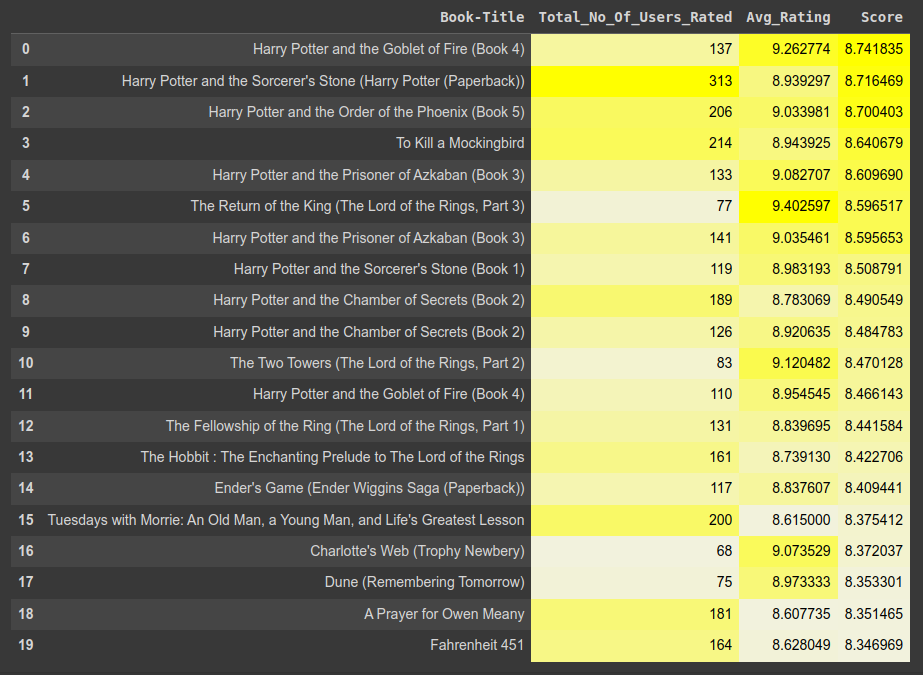 Book-Title Total_No_Of_Users_Rated Avg_Rating Score
0 Harry Potter and the Goblet of Fire (Book 4) 137 9.262774 8.741835
1 Harry Potter and the Sorcerer's Stone (Harry Potter (Paperback)) 313 8.939297 8.716469
2 Harry Potter and the Order of the Phoenix (Book 5) 206 9.033981 8.700403
3 To Kill a Mockingbird 214 8.943925 8.640679
4 Harry Potter and the Prisoner of Azkaban (Book 3) 133 9.082707 8.609690
5 The Return of the King (The Lord of the Rings, Part 3) 77 9.402597 8.596517
6 Harry Potter and the Prisoner of Azkaban (Book 3) 141 9.035461 8.595653
7 Harry Potter and the Sorcerer's Stone (Book 1) 119 8.983193 8.508791
8 Harry Potter and the Chamber of Secrets (Book 2) 189 8.783069 8.490549
9 Harry Potter and the Chamber of Secrets (Book 2) 126 8.920635 8.484783
10 The Two Towers (The Lord of the Rings, Part 2) 83 9.120482 8.470128
11 Harry Potter and the Goblet of Fire (Book 4) 110 8.954545 8.466143
12 The Fellowship of the Ring (The Lord of the Rings, Part 1) 131 8.839695 8.441584
13 The Hobbit : The Enchanting Prelude to The Lord of the Rings 161 8.739130 8.422706
14 Ender's Game (Ender Wiggins Saga (Paperback)) 117 8.837607 8.409441
15 Tuesdays with Morrie: An Old Man, a Young Man, and Life's Greatest Lesson 200 8.615000 8.375412
16 Charlotte's Web (Trophy Newbery) 68 9.073529 8.372037
17 Dune (Remembering Tomorrow) 75 8.973333 8.353301
18 A Prayer for Owen Meany 181 8.607735 8.351465
19 Fahrenheit 451 164 8.628049 8.346969